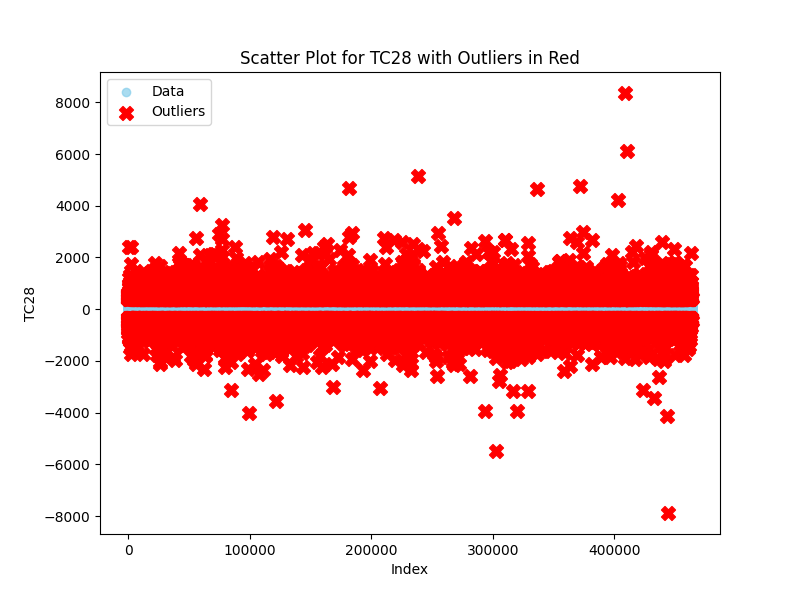 Scatter Plot for TC28 with Outliers in Red
Data
Outliers
8000
6000
4000
2000
0
−2000
−4000
−6000
−8000
TC28
0
100000
200000
300000
400000
Index